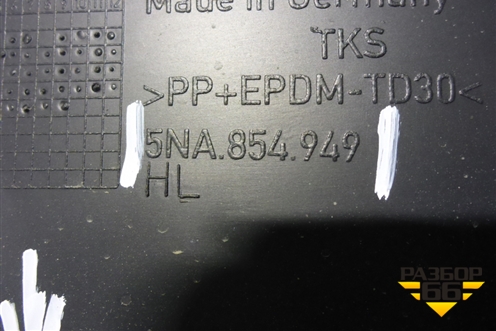 Made in Germany
TKS
>PP+EPDM-TD30<
5NA.854.949
HL
РАЗБОР
66